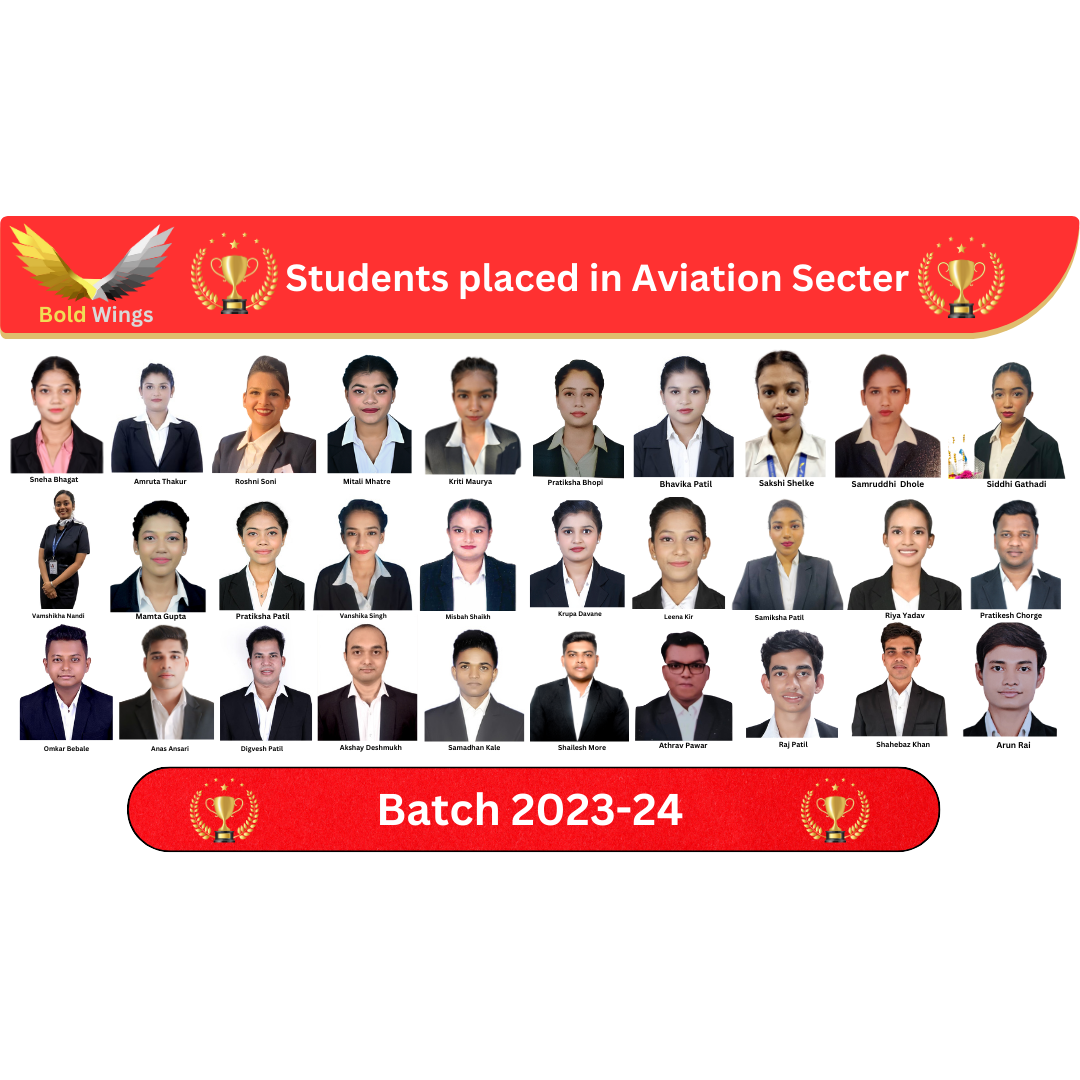 Bold Wings
Students placed in Aviation Secter
Sneha Bhagat
Amruta Thakur
Roshni Soni
Mitali Mhatre
Kriti Maurya
Pratiksha Bhopi
Bhavika Patil
Sakshi Shelke
Samruddhi Dhole
Siddhi Gathadi
Vamshikha Nandi
Mamta Gupta
Pratiksha Patil
Vanshika Singh
Misbah Shaikh
Krupa Davane
Leena Kir
Samiksha Patil
Riya Yadav
Pratikesh Chorge
Omkar Bebale
Anas Ansari
Digvesh Patil
Akshay Deshmukh
Samadhan Kale
Shailesh More
Athrav Pawar
Raj Patil
Shahebaz Khan
Arun Rai
Batch 2023-24